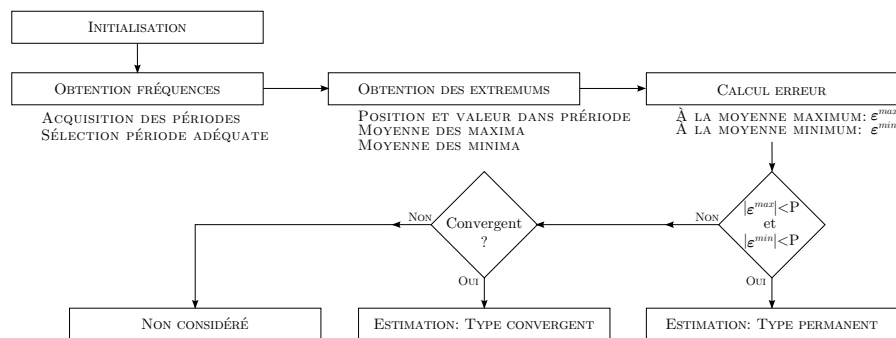 Initialisation
Obtention fréquences
Obtention des extremums
Calcul erreur
Acquisition des périodes
Sélection période adéquate
Position et valeur dans prériode
Moyenne des maxima
Moyenne des minima
À la moyenne maximum: ε^max
À la moyenne minimum: ε^min
|ε^max|<P
et
|ε^min|<P
Non
Convergent
?
Non
Oui
Oui
Non considéré
Estimation: Type convergent
Estimation: Type permanent